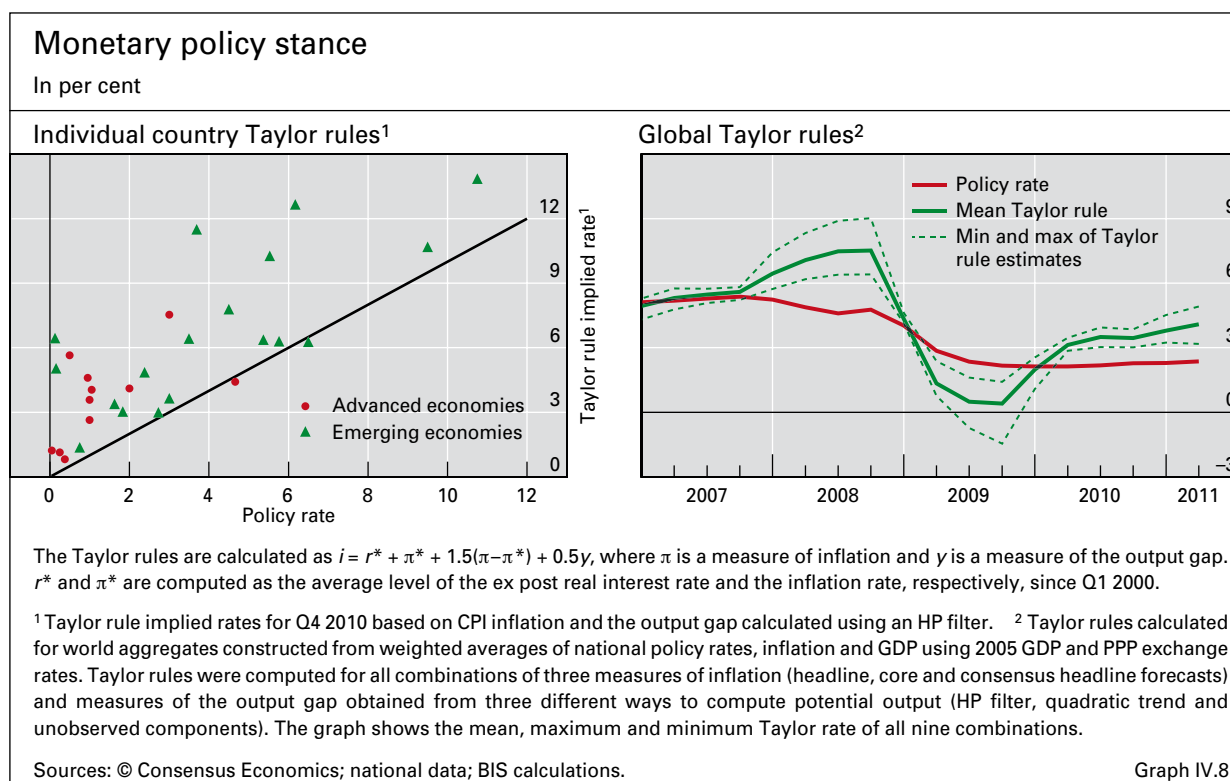 Monetary policy stance
In per cent
Individual country Taylor rules¹
Global Taylor rules²
12
9
6
3
0
Taylor rule implied rate¹
Advanced economies
Emerging economies
0 2 4 6 8 10 12
Policy rate
Policy rate
Mean Taylor rule
Min and max of Taylor
rule estimates
9
6
3
0
–3
2007 2008 2009 2010 2011
The Taylor rules are calculated as i = r* + π* + 1.5(π–π*) + 0.5y, where π is a measure of inflation and y is a measure of the output gap.
r* and π* are computed as the average level of the ex post real interest rate and the inflation rate, respectively, since Q1 2000.
¹ Taylor rule implied rates for Q4 2010 based on CPI inflation and the output gap calculated using an HP filter. ² Taylor rules calculated
for world aggregates constructed from weighted averages of national policy rates, inflation and GDP using 2005 GDP and PPP exchange
rates. Taylor rules were computed for all combinations of three measures of inflation (headline, core and consensus headline forecasts)
and measures of the output gap obtained from three different ways to compute potential output (HP filter, quadratic trend and
unobserved components). The graph shows the mean, maximum and minimum Taylor rate of all nine combinations.
Sources: © Consensus Economics; national data; BIS calculations.
Graph IV.8